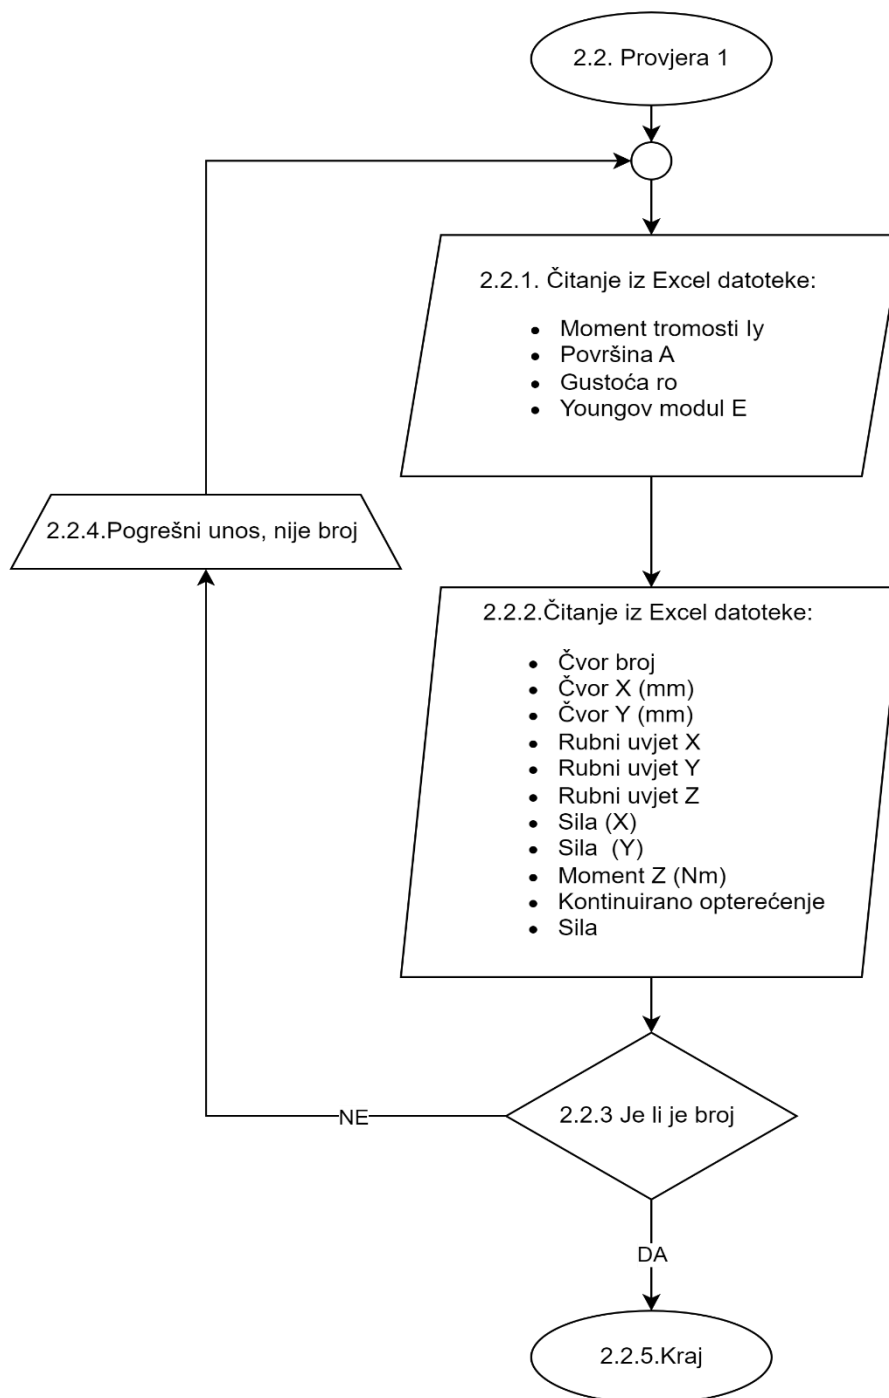 2.2. Provjera 1
2.2.1. Čitanje iz Excel datoteke:
• Moment tromosti Iy
• Površina A
• Gustoća ro
• Youngov modul E
2.2.4.Pogrešni unos, nije broj
2.2.2.Čitanje iz Excel datoteke:
• Čvor broj
• Čvor X (mm)
• Čvor Y (mm)
• Rubni uvjet X
• Rubni uvjet Y
• Rubni uvjet Z
• Sila (X)
• Sila  (Y)
• Moment Z (Nm)
• Kontinuirano opterećenje
• Sila
2.2.3 Je li je broj
NE
DA
2.2.5.Kraj